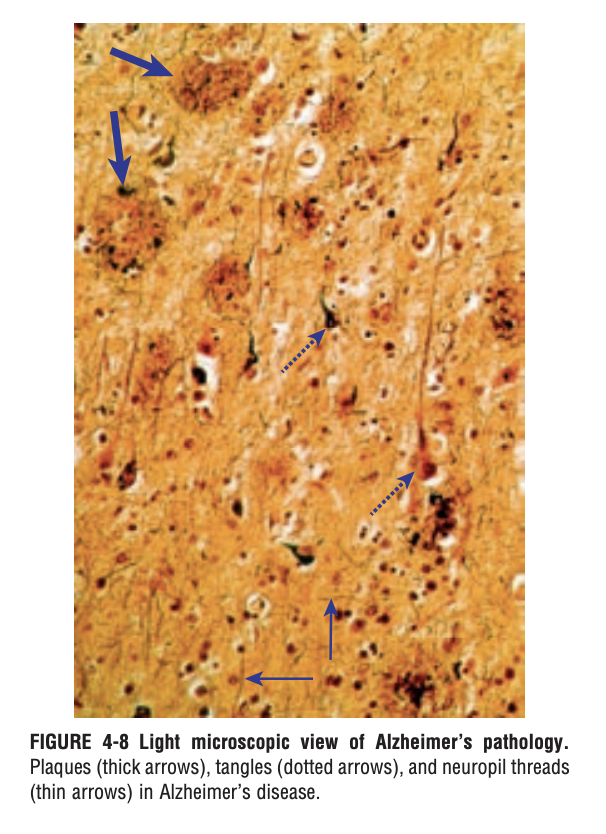 FIGURE 4-8 Light microscopic view of Alzheimer's pathology.
Plaques (thick arrows), tangles (dotted arrows), and neuropil threads
(thin arrows) in Alzheimer's disease.